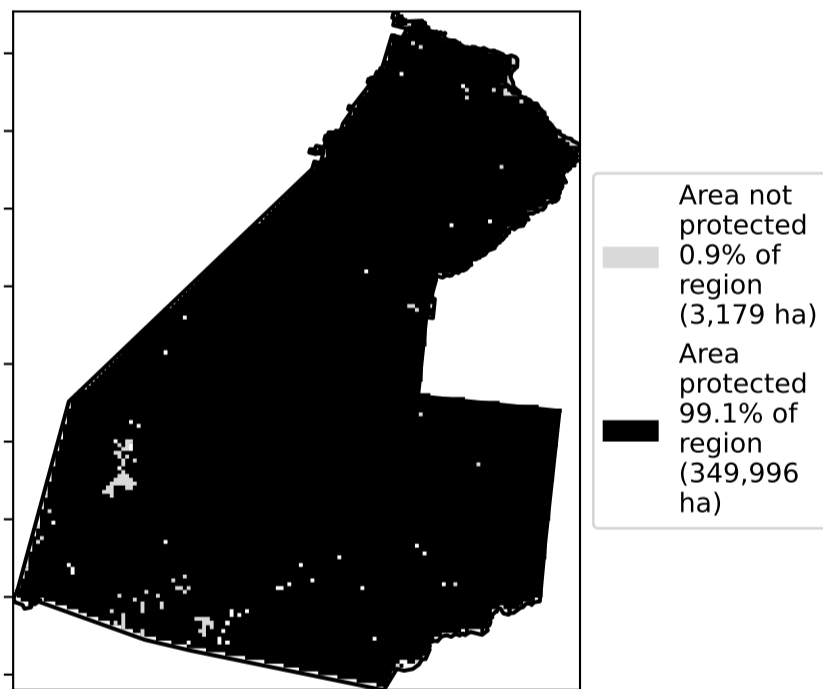 Area not
protected
0.9% of
region
(3,179 ha)
Area
protected
99.1% of
region
(349,996
ha)